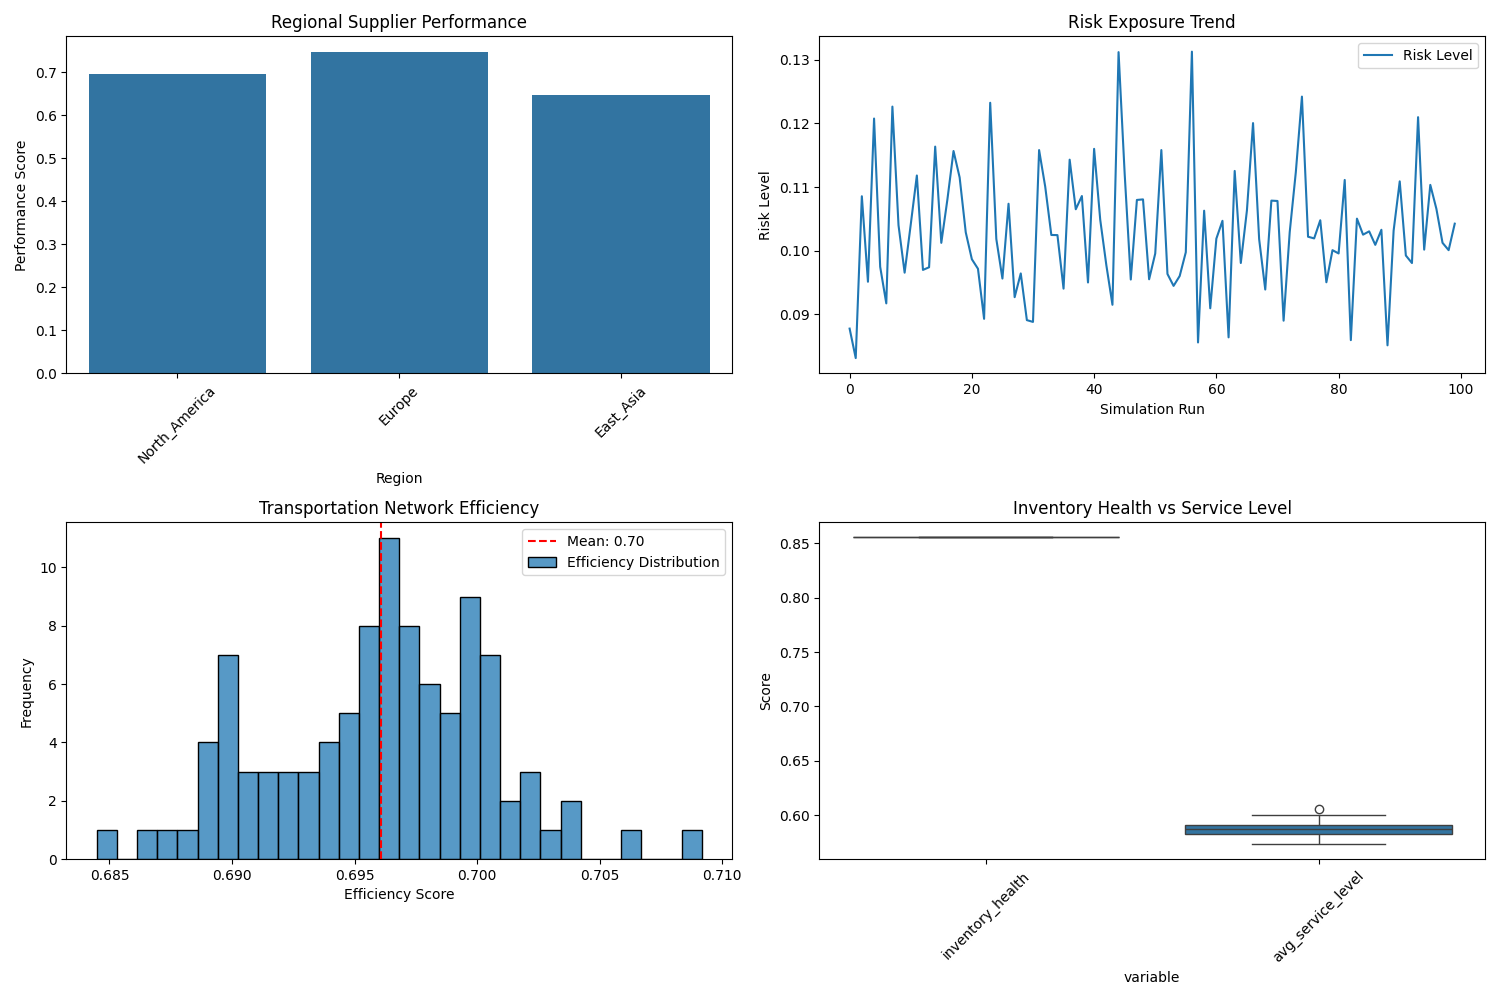 Regional Supplier Performance
Performance Score
0.7
0.6
0.5
0.4
0.3
0.2
0.1
0.0
North_America
Europe
East_Asia
Region
Risk Exposure Trend
Risk Level
Risk Level
0.13
0.12
0.11
0.10
0.09
0
20
40
60
80
100
Simulation Run
Transportation Network Efficiency
Mean: 0.70
Efficiency Distribution
Frequency
10
8
6
4
2
0
0.685
0.690
0.695
0.700
0.705
0.710
Efficiency Score
Inventory Health vs Service Level
Score
0.85
0.80
0.75
0.70
0.65
0.60
inventory_health
avg_service_level
variable